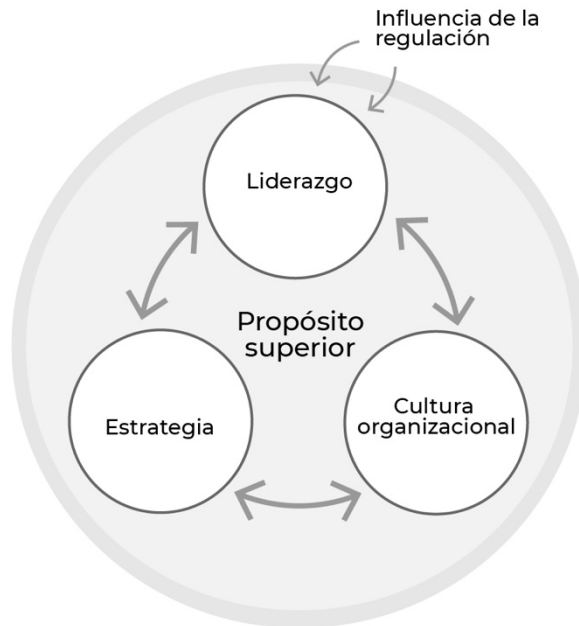 Influencia de la
regulación
Liderazgo
Propósito
superior
Estrategia
Cultura
organizacional